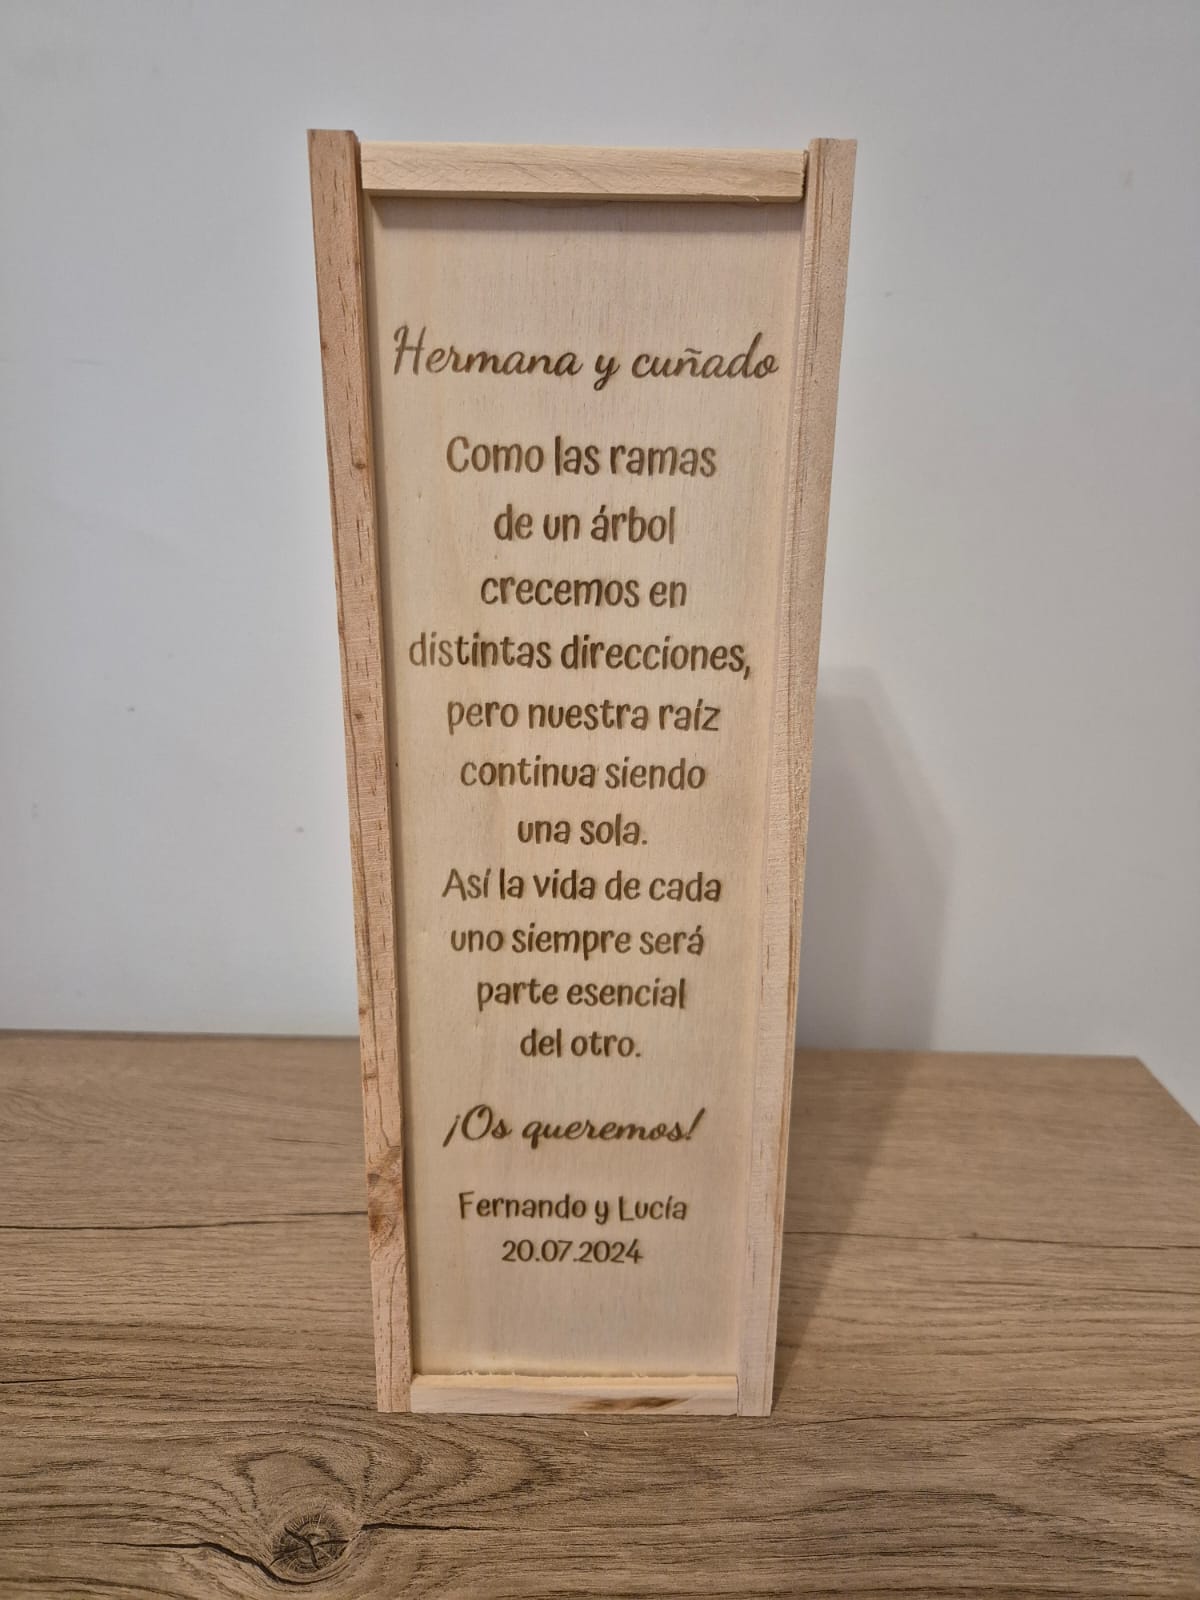 Hermana y cuñado
Como las ramas
de un árbol
crecemos en
distintas direcciones,
pero nuestra raíz
continua siendo
una sola.
Así la vida de cada
uno siempre será
parte esencial
del otro.
¡Os queremos!
Fernando y Lucía
20.07.2024